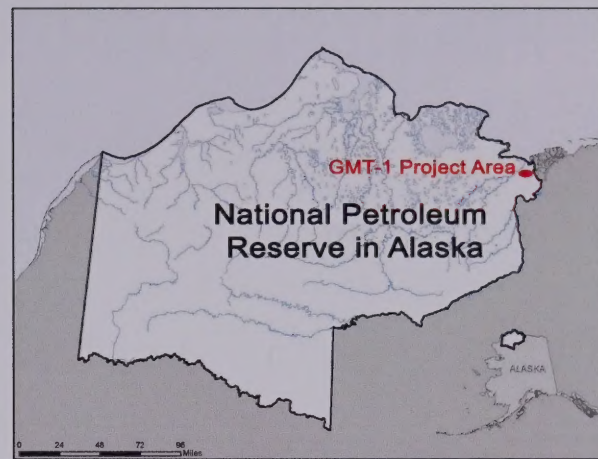 GMT-1 Project Area
National Petroleum
Reserve in Alaska
ALASKA
0 24 48 72 96
Miles